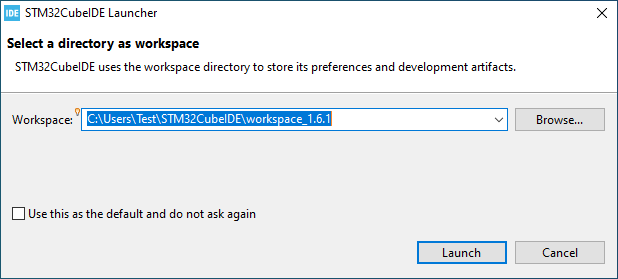 IDE STM32CubeIDE Launcher
Select a directory as workspace
STM32CubeIDE uses the workspace directory to store its preferences and development artifacts.
Workspace: C:\Users\Test\STM32CubeIDE\workspace_1.6.1 Browse...
Use this as the default and do not ask again
Launch Cancel